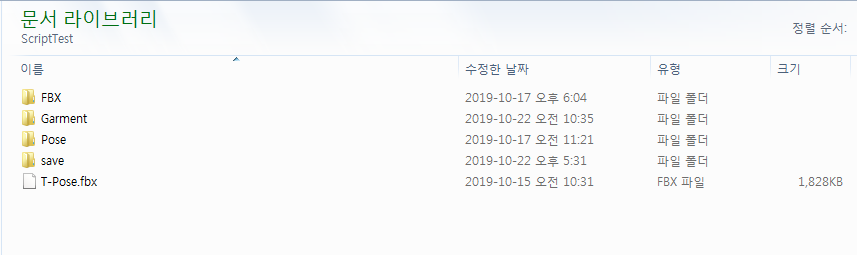 문서 라이브러리
ScriptTest
정렬 순서:
이름 수정한 날짜 유형 크기
FBX 2019-10-17 오후 6:04 파일 폴더
Garment 2019-10-22 오전 10:35 파일 폴더
Pose 2019-10-17 오전 11:21 파일 폴더
save 2019-10-22 오후 5:31 파일 폴더
T-Pose.fbx 2019-10-15 오전 10:31 FBX 파일 1,828KB